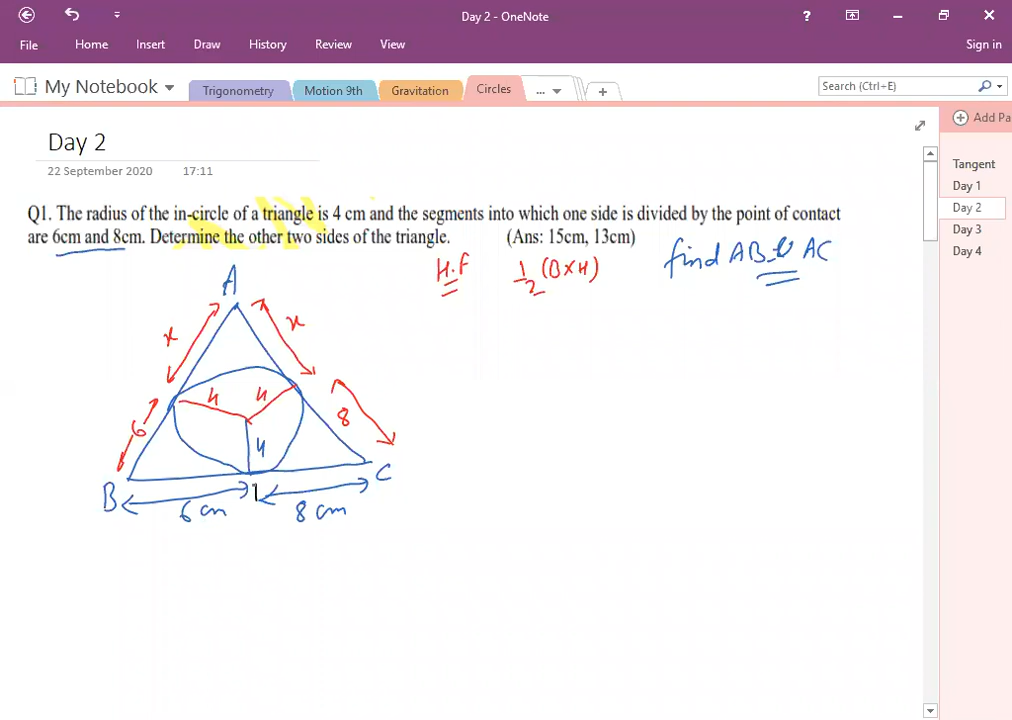 Day 2 - OneNote
?
File
Home
Insert
Draw
History
Review
View
Sign in
My Notebook
Trigonometry
Motion 9th
Gravitation
Circles
...
Search (Ctrl+E)
Add Pa
Day 2
22 September 2020 17:11
Tangent
Day 1
Day 2
Day 3
Day 4
Q1. The radius of the in-circle of a triangle is 4 cm and the segments into which one side is divided by the point of contact
are 6cm and 8cm. Determine the other two sides of the triangle. (Ans: 15cm, 13cm)
find AB & AC
H.F
1/2 (B×H)
A
x
x
4
4
6
8
4
B
C
6 cm
8 cm